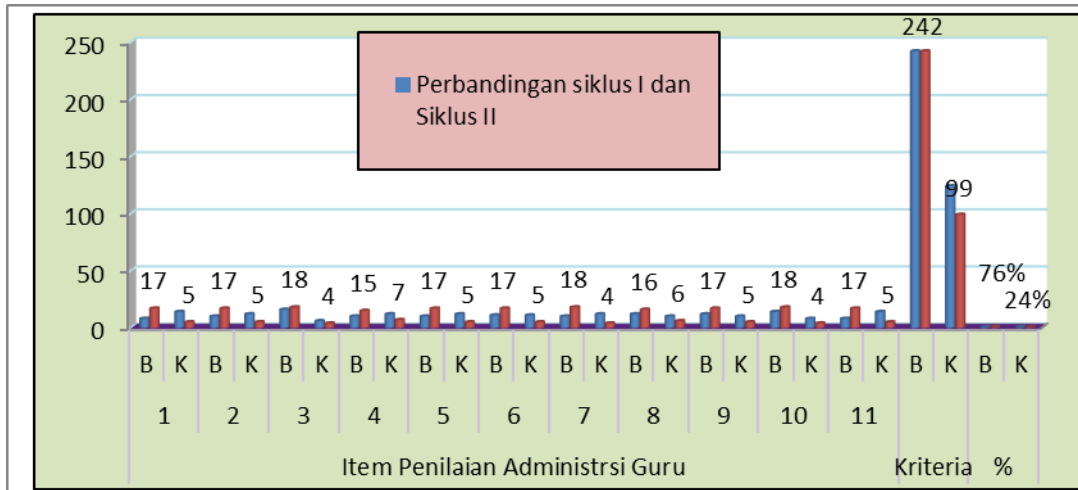 Perbandingan siklus I dan
Siklus II
250
200
150
100
50
0
17 5 17 5 18 4 15 7 17 5 17 5 18 4 16 6 17 5 18 4 17 5 242 99 76% 24%
B K B K B K B K B K B K B K B K B K B K B K B K B K
1 2 3 4 5 6 7 8 9 10 11
Item Penilaian Administrsi Guru Kriteria %